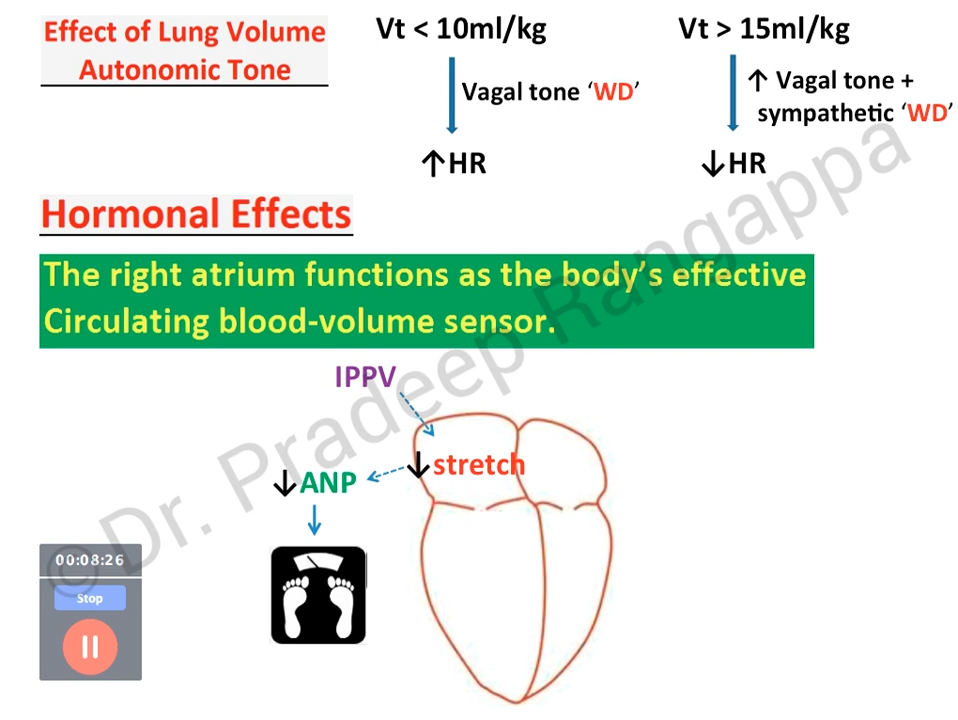 Effect of Lung Volume
Autonomic Tone
Vt < 10ml/kg
Vagal tone ‘WD’
↑HR
Vt > 15ml/kg
↑ Vagal tone +
sympathetic ‘WD’
↓HR
Hormonal Effects
The right atrium functions as the body’s effective
Circulating blood-volume sensor.
IPPV
↓stretch
↓ANP
00:08:26
Stop
© Dr. Pradeep Rangappa